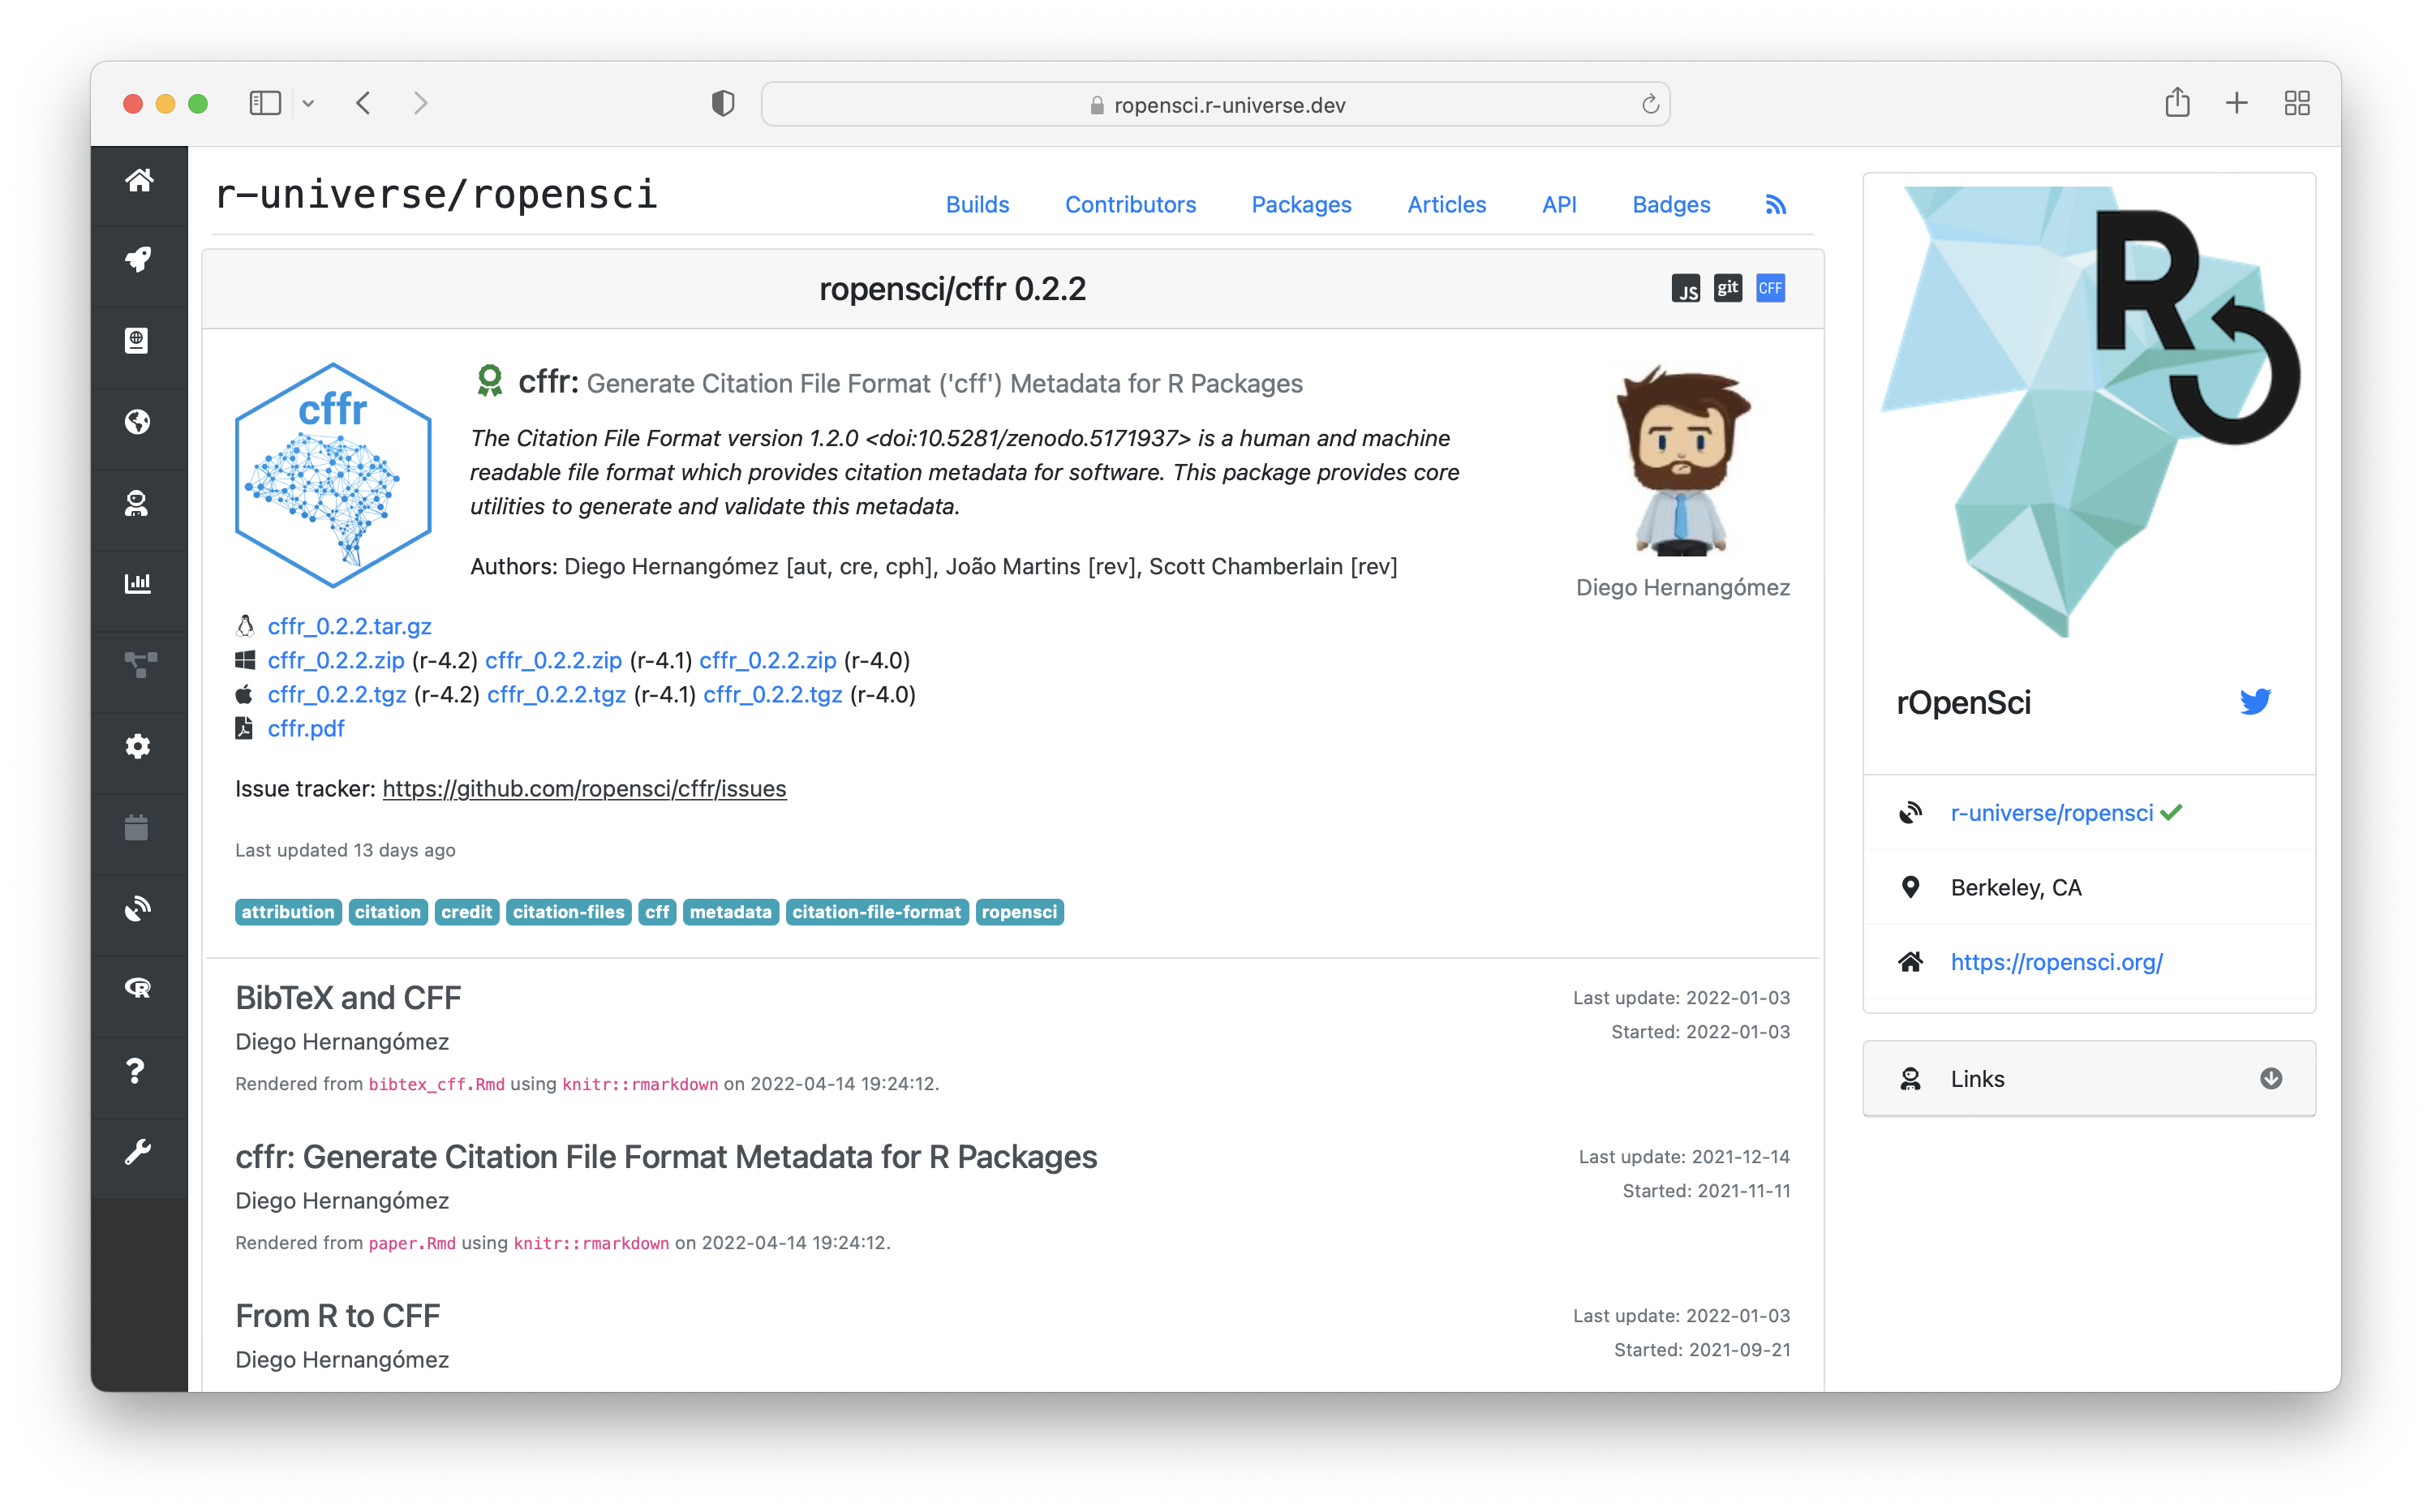 ropensci.r-universe.dev
r-universe/ropensci
Builds Contributors Packages Articles API Badges
ropensci/cffr 0.2.2
JS git CFF
cffr
cffr: Generate Citation File Format ('cff') Metadata for R Packages
The Citation File Format version 1.2.0 <doi:10.5281/zenodo.5171937> is a human and machine
readable file format which provides citation metadata for software. This package provides core
utilities to generate and validate this metadata.
Authors: Diego Hernangómez [aut, cre, cph], João Martins [rev], Scott Chamberlain [rev]
Diego Hernangómez
cffr_0.2.2.tar.gz
cffr_0.2.2.zip (r-4.2) cffr_0.2.2.zip (r-4.1) cffr_0.2.2.zip (r-4.0)
cffr_0.2.2.tgz (r-4.2) cffr_0.2.2.tgz (r-4.1) cffr_0.2.2.tgz (r-4.0)
cffr.pdf
Issue tracker: https://github.com/ropensci/cffr/issues
Last updated 13 days ago
attribution citation credit citation-files cff metadata citation-file-format ropensci
BibTeX and CFF
Last update: 2022-01-03
Diego Hernangómez
Started: 2022-01-03
Rendered from bibtex_cff.Rmd using knitr::rmarkdown on 2022-04-14 19:24:12.
cffr: Generate Citation File Format Metadata for R Packages
Last update: 2021-12-14
Diego Hernangómez
Started: 2021-11-11
Rendered from paper.Rmd using knitr::rmarkdown on 2022-04-14 19:24:12.
From R to CFF
Last update: 2022-01-03
Diego Hernangómez
Started: 2021-09-21
R
rOpenSci
r-universe/ropensci
Berkeley, CA
https://ropensci.org/
Links